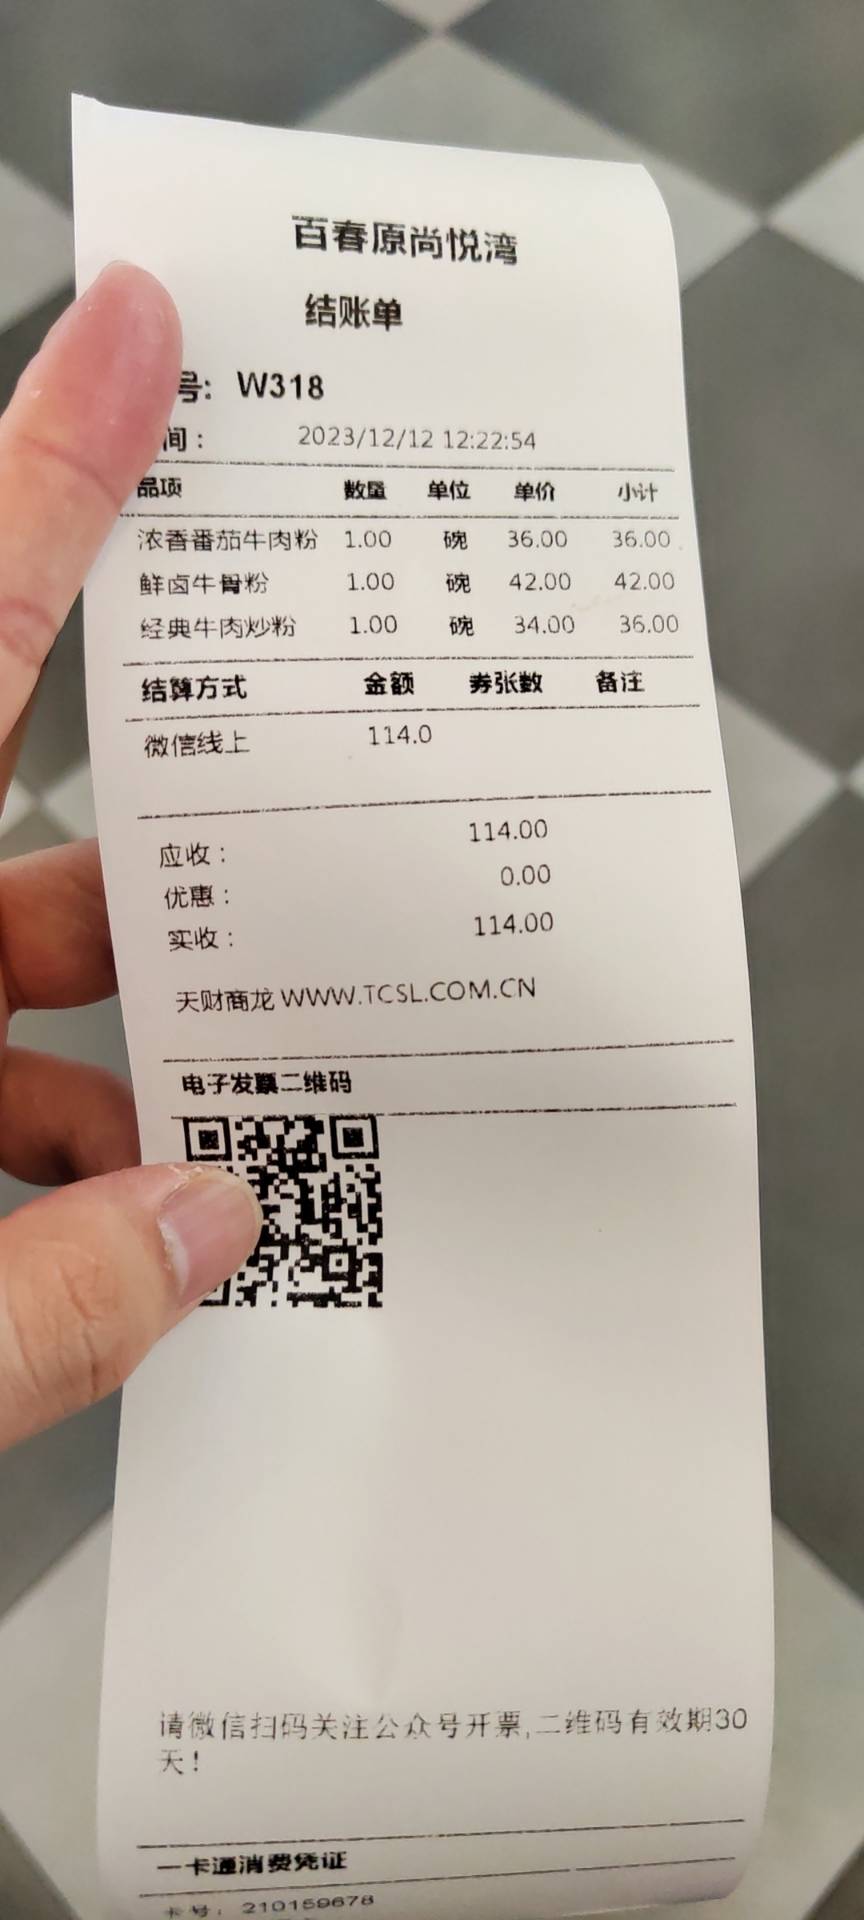 百春原尚悦湾
结账单
号: W318
间: 2023/12/12 12:22:54
品项 数量 单位 单价 小计
浓香番茄牛肉粉 1.00 碗 36.00 36.00
鲜卤牛骨粉 1.00 碗 42.00 42.00
经典牛肉炒粉 1.00 碗 34.00 36.00
结算方式 金额 券张数 备注
微信线上 114.0
应收: 114.00
优惠: 0.00
实收: 114.00
天财商龙 WWW.TCSL.COM.CN
电子发票二维码
请微信扫码关注公众号开票,二维码有效期30
天!
一卡通消费凭证
卡号: 210159678